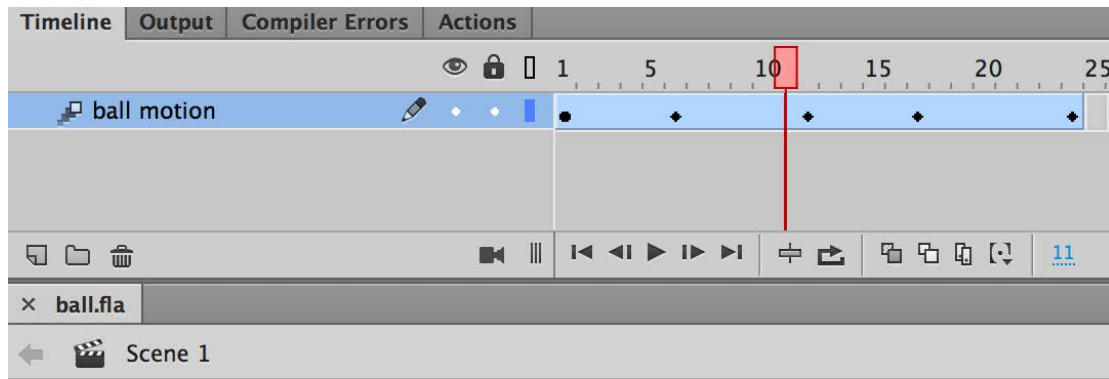 Timeline Output Compiler Errors Actions
1 5 10 15 20 25
ball motion
11
× ball.fla
Scene 1